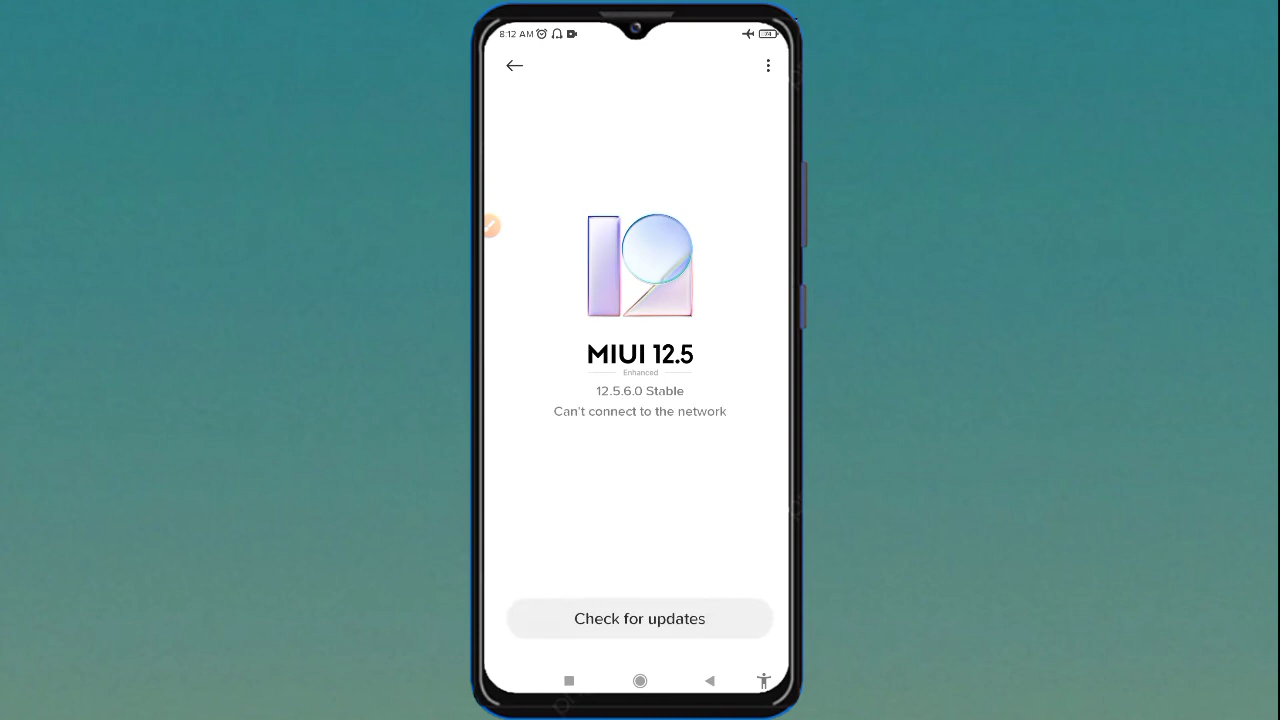 8:12 AM
74
MIUI 12.5
Enhanced
12.5.6.0 Stable
Can't connect to the network
Check for updates